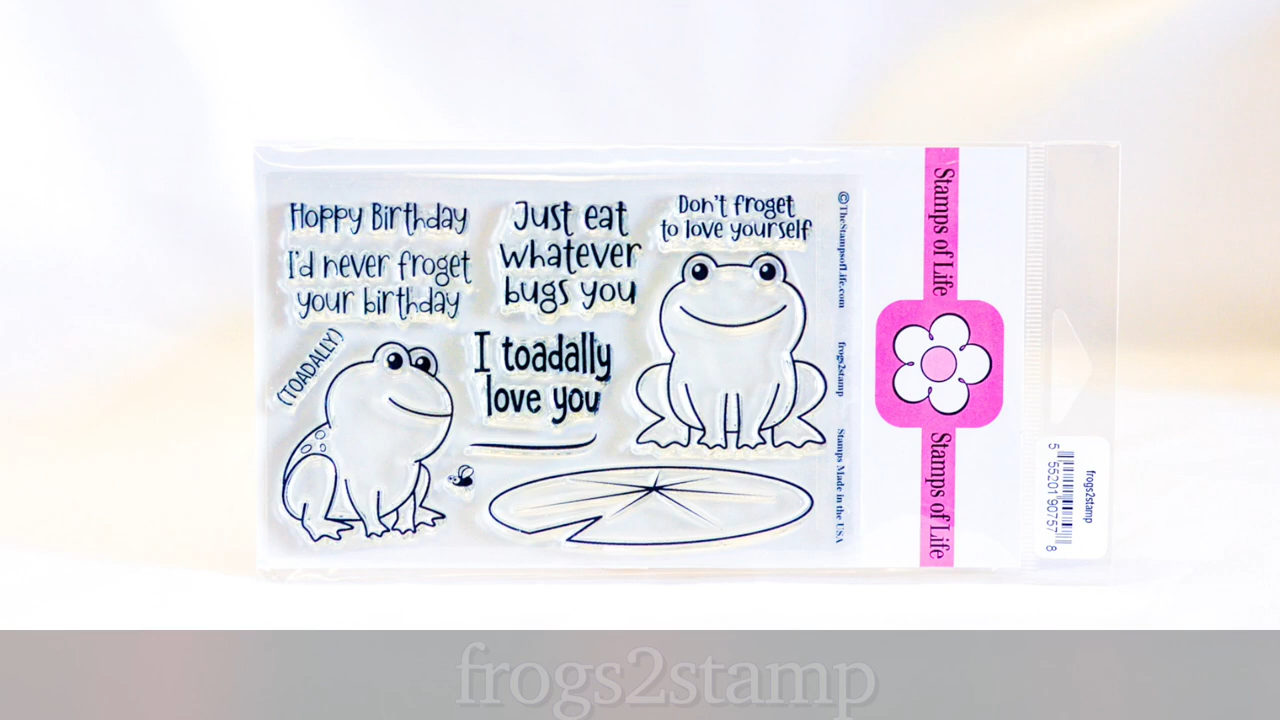 Hoppy Birthday
I'd never froget
your birthday
(TOADALLY)
Just eat
whatever
bugs you
I toadally
love you
Don't froget
to love yourself
©TheStampsofLife.com
frogs2stamp
Stamps Made in the USA
Stamps of Life
Stamps of Life
frogs2stamp
5 55201 90757 8
frogs2stamp